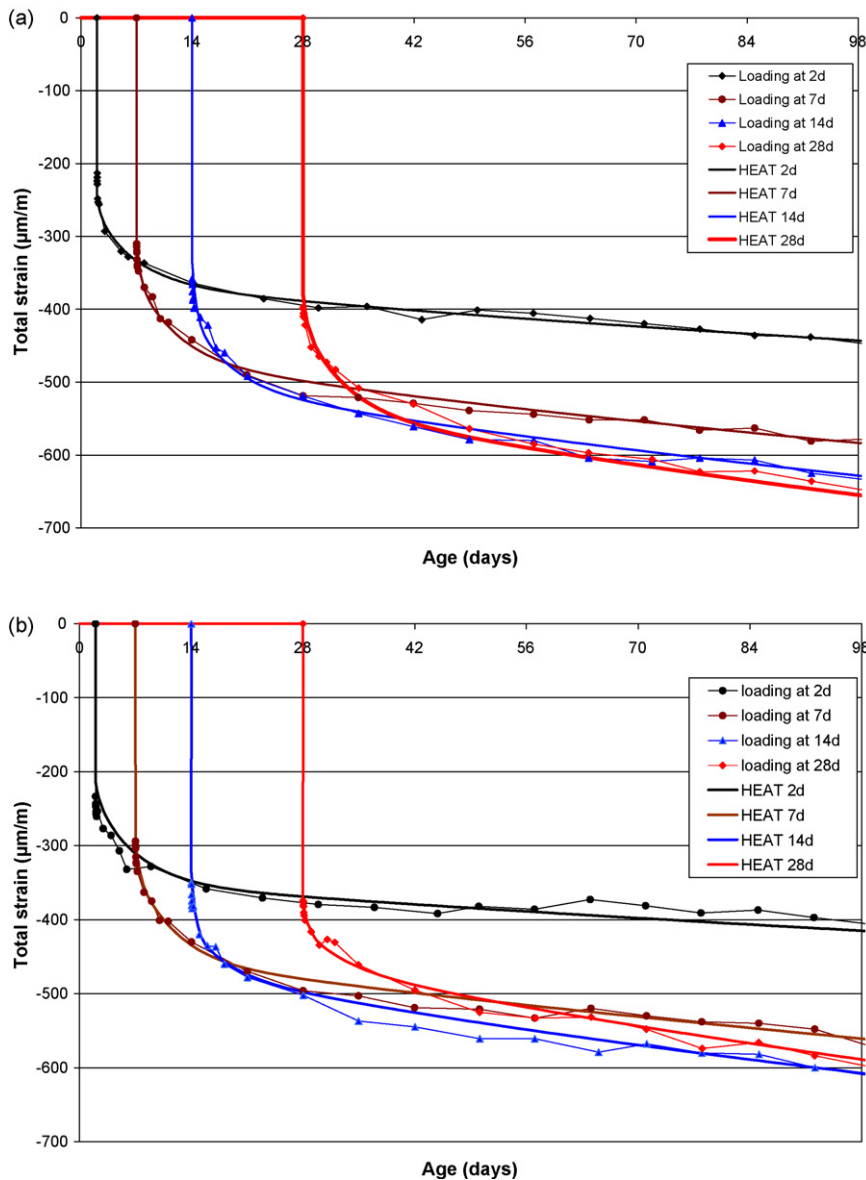 (a)
0
0 14 28 42 56 70 84 98
-100
-200
-300
-400
-500
-600
-700
Total strain (µm/m)
Age (days)
Loading at 2d
Loading at 7d
Loading at 14d
Loading at 28d
HEAT 2d
HEAT 7d
HEAT 14d
HEAT 28d
(b)
0
0 14 28 42 56 70 84 98
-100
-200
-300
-400
-500
-600
-700
Total strain (µm/m)
Age (days)
loading at 2d
loading at 7d
loading at 14d
loading at 28d
HEAT 2d
HEAT 7d
HEAT 14d
HEAT 28d